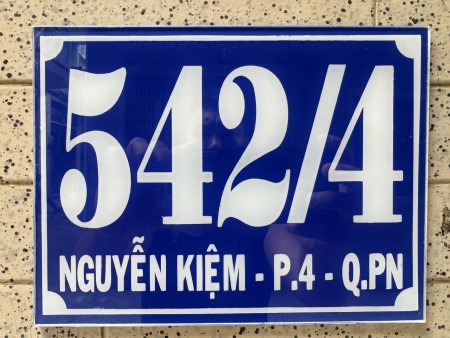 542/4
NGUYỄN KIỆM - P.4 - Q.PN